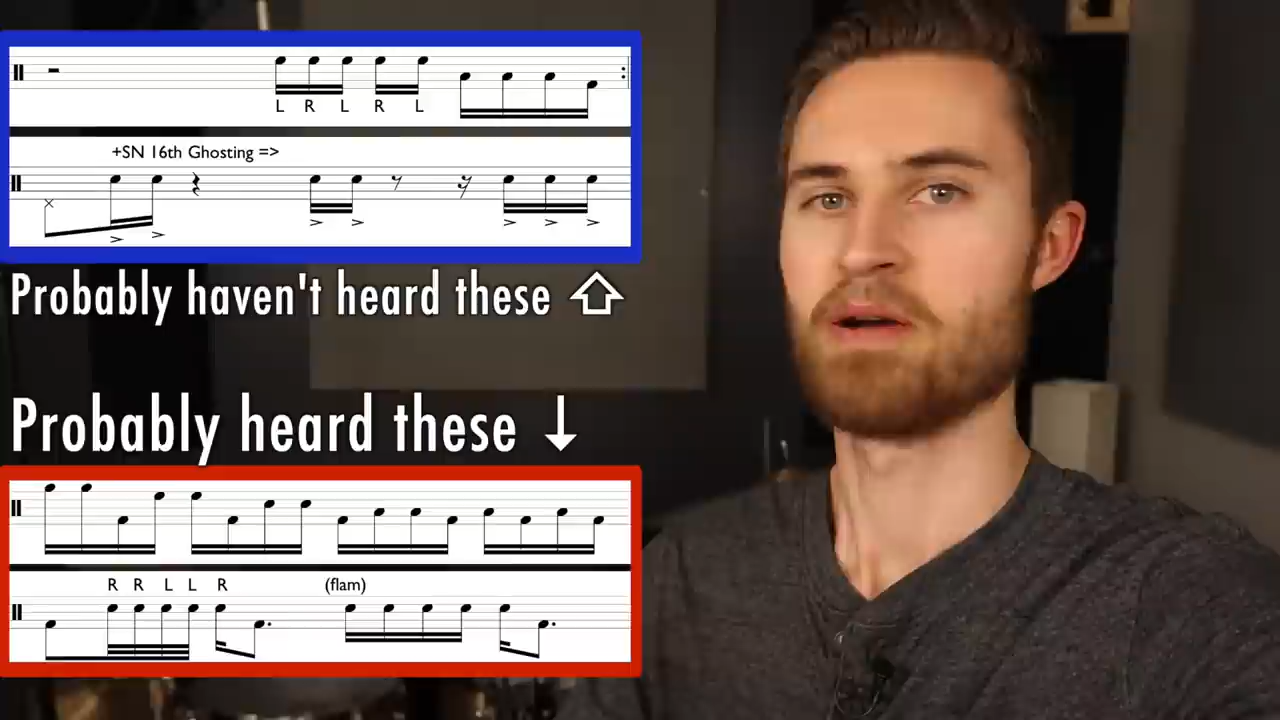 L R L R L
+SN 16th Ghosting =>
Probably haven't heard these ⇧
Probably heard these ↓
R R L L R (flam)